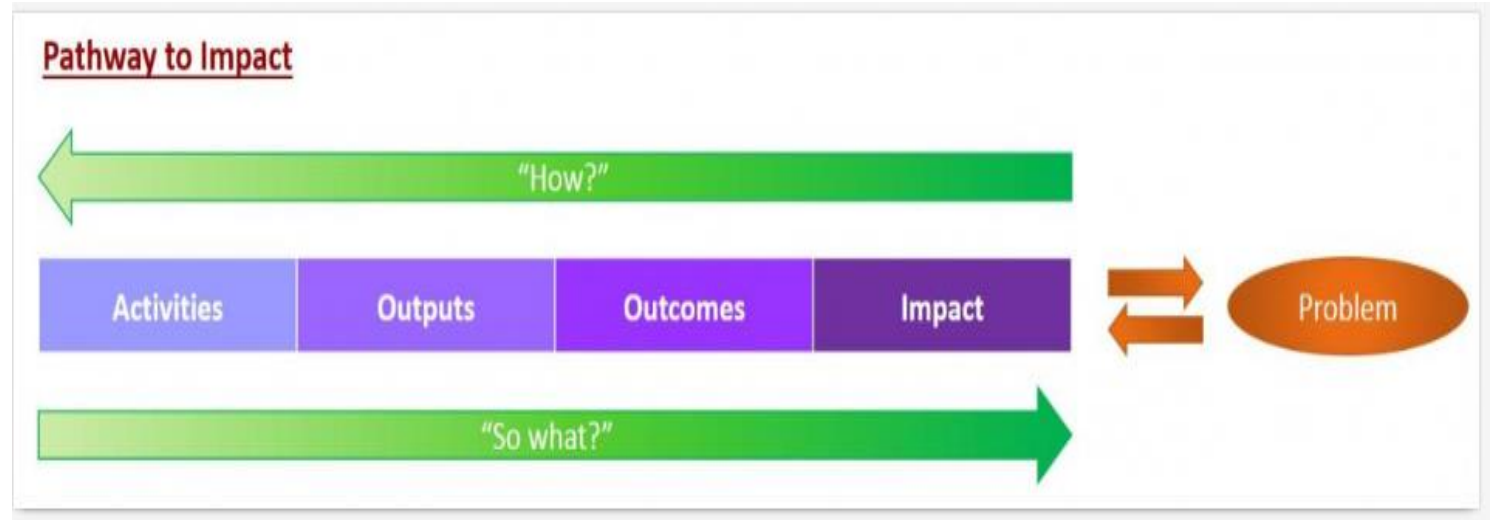 Pathway to Impact
“How?”
Activities Outputs Outcomes Impact Problem
“So what?”